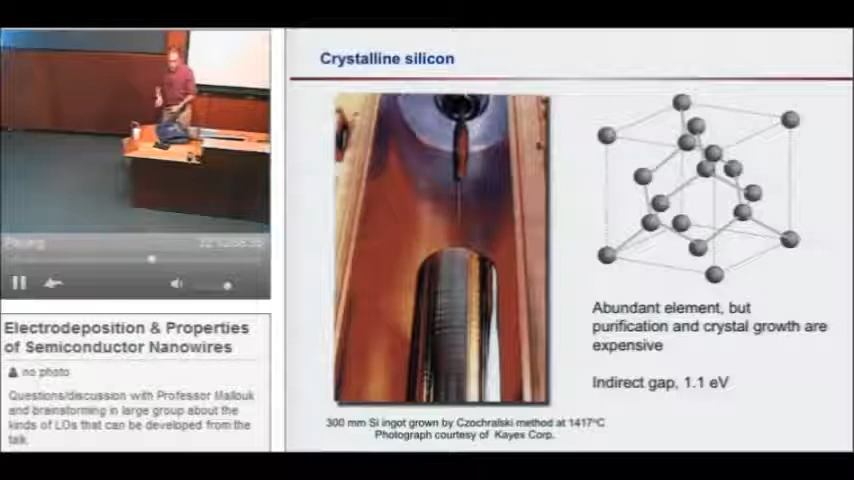 Crystalline silicon
Abundant element, but
purification and crystal growth are
expensive
Indirect gap, 1.1 eV
300 mm Si ingot grown by Czochralski method at 1417°C
Photograph courtesy of Kayex Corp.
Electrodeposition & Properties
of Semiconductor Nanowires
no photo
Questions/discussion with Professor Mallouk
and brainstorming in large group about the
kinds of LOs that can be developed from the
talk.